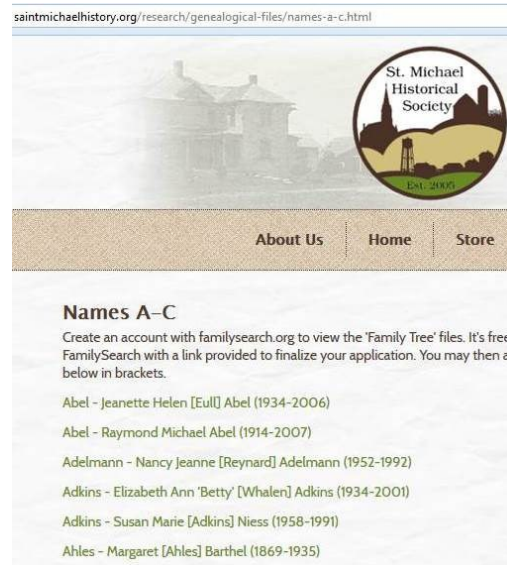 saintmichaelhistory.org/research/genealogical-files/names-a-c.html
St. Michael
Historical
Society
Est. 2005
About Us
Home
Store
Names A-C
Create an account with familysearch.org to view the 'Family Tree' files. It's free
FamilySearch with a link provided to finalize your application. You may then a
below in brackets.
Abel - Jeanette Helen [Eull] Abel (1934-2006)
Abel - Raymond Michael Abel (1914-2007)
Adelmann - Nancy Jeanne [Reynard] Adelmann (1952-1992)
Adkins - Elizabeth Ann 'Betty' [Whalen] Adkins (1934-2001)
Adkins - Susan Marie [Adkins] Niess (1958-1991)
Ahles - Margaret [Ahles] Barthel (1869-1935)